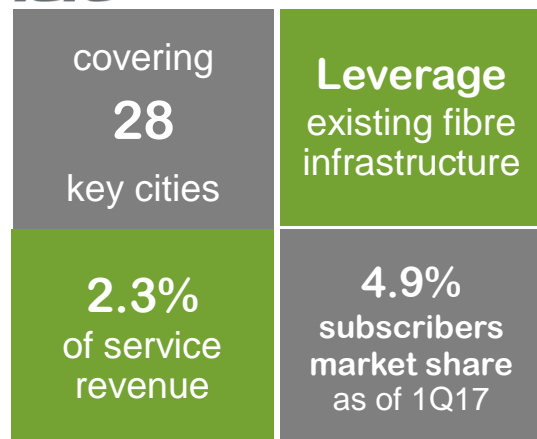 covering
28
key cities
Leverage
existing fibre
infrastructure
2.3%
of service
revenue
4.9%
subscribers
market share
as of 1Q17